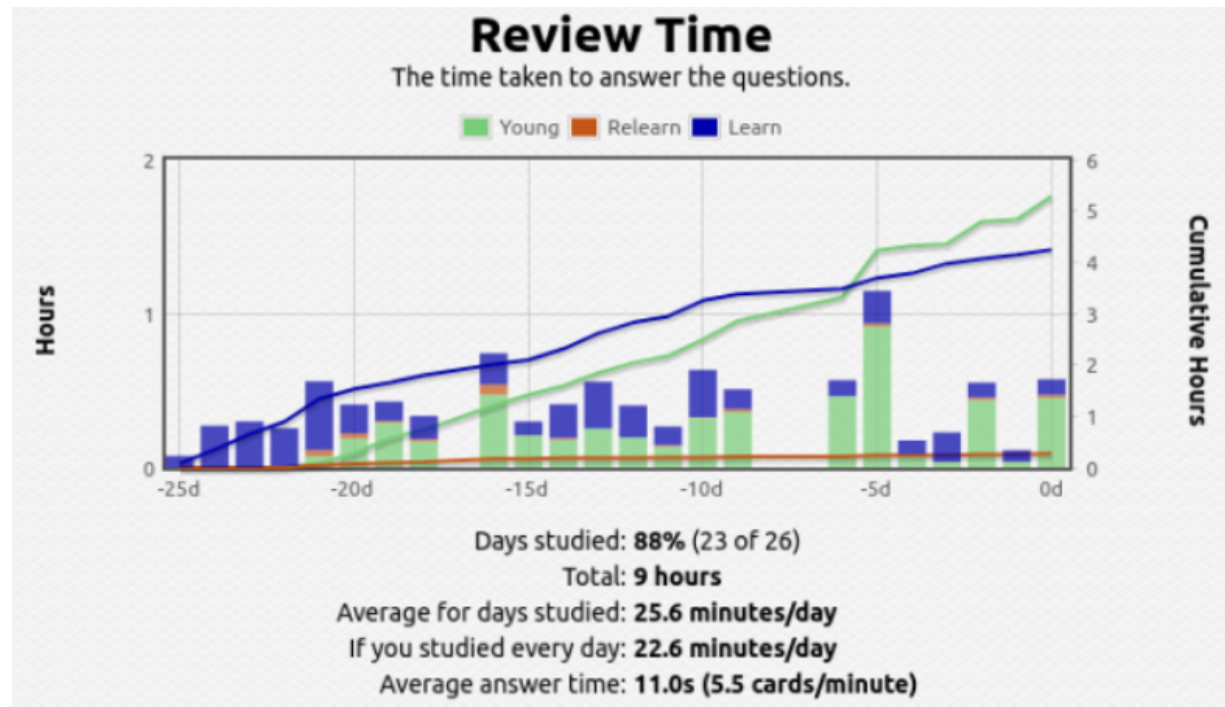 Review Time
The time taken to answer the questions.
Young Relearn Learn
2 6
5
4
1 3
2
1
0 0
Hours
Cumulative Hours
-25d -20d -15d -10d -5d 0d
Days studied: 88% (23 of 26)
Total: 9 hours
Average for days studied: 25.6 minutes/day
If you studied every day: 22.6 minutes/day
Average answer time: 11.0s (5.5 cards/minute)